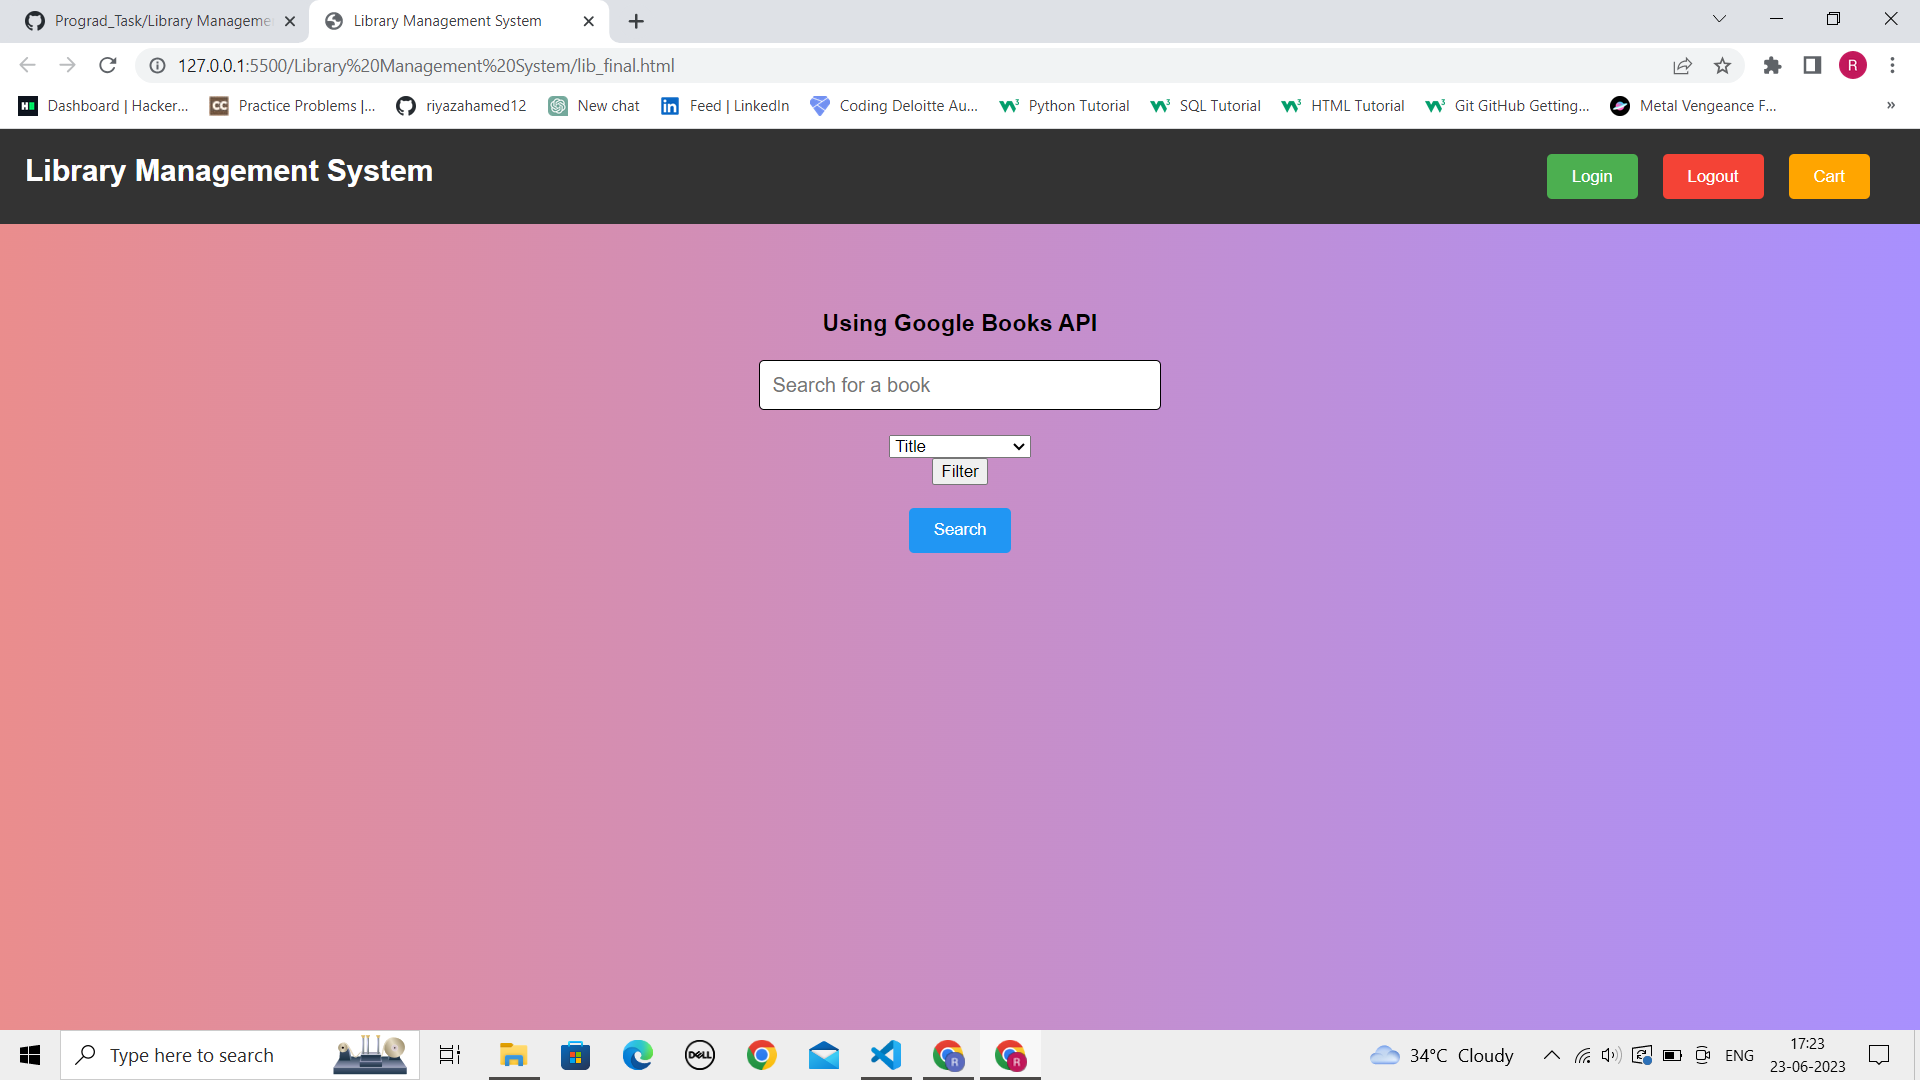 Prograd_Task/Library Manageme
Library Management System
127.0.0.1:5500/Library%20Management%20System/lib_final.html
R
Dashboard | Hacker...
CC
Practice Problems |...
riyazahamed12
New chat
in
Feed | LinkedIn
Coding Deloitte Au...
Python Tutorial
SQL Tutorial
HTML Tutorial
Git GitHub Getting...
Metal Vengeance F...
»
Library Management System
Login
Logout
Cart
Using Google Books API
Search for a book
Title
Filter
Search
Type here to search
DELL
R
R
34°C Cloudy
ENG
17:23
23-06-2023